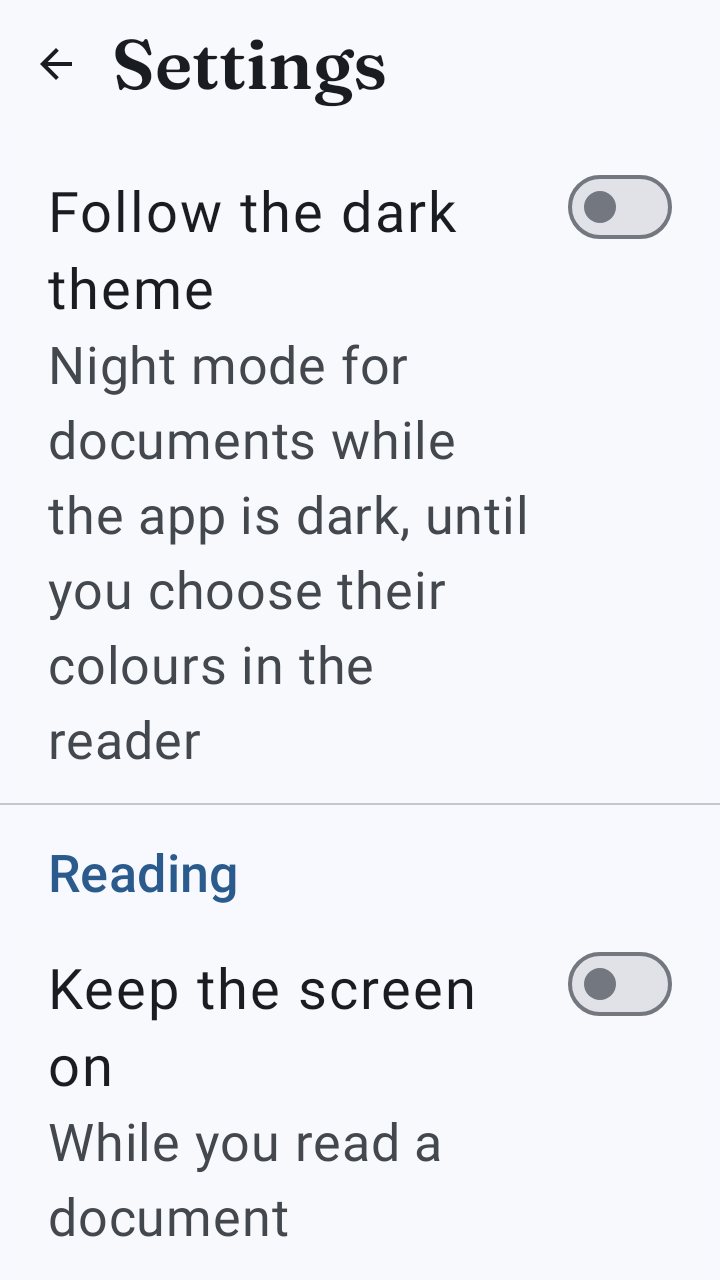 Settings
Follow the dark
theme
Night mode for
documents while
the app is dark, until
you choose their
colours in the
reader
Reading
Keep the screen
on
While you read a
document